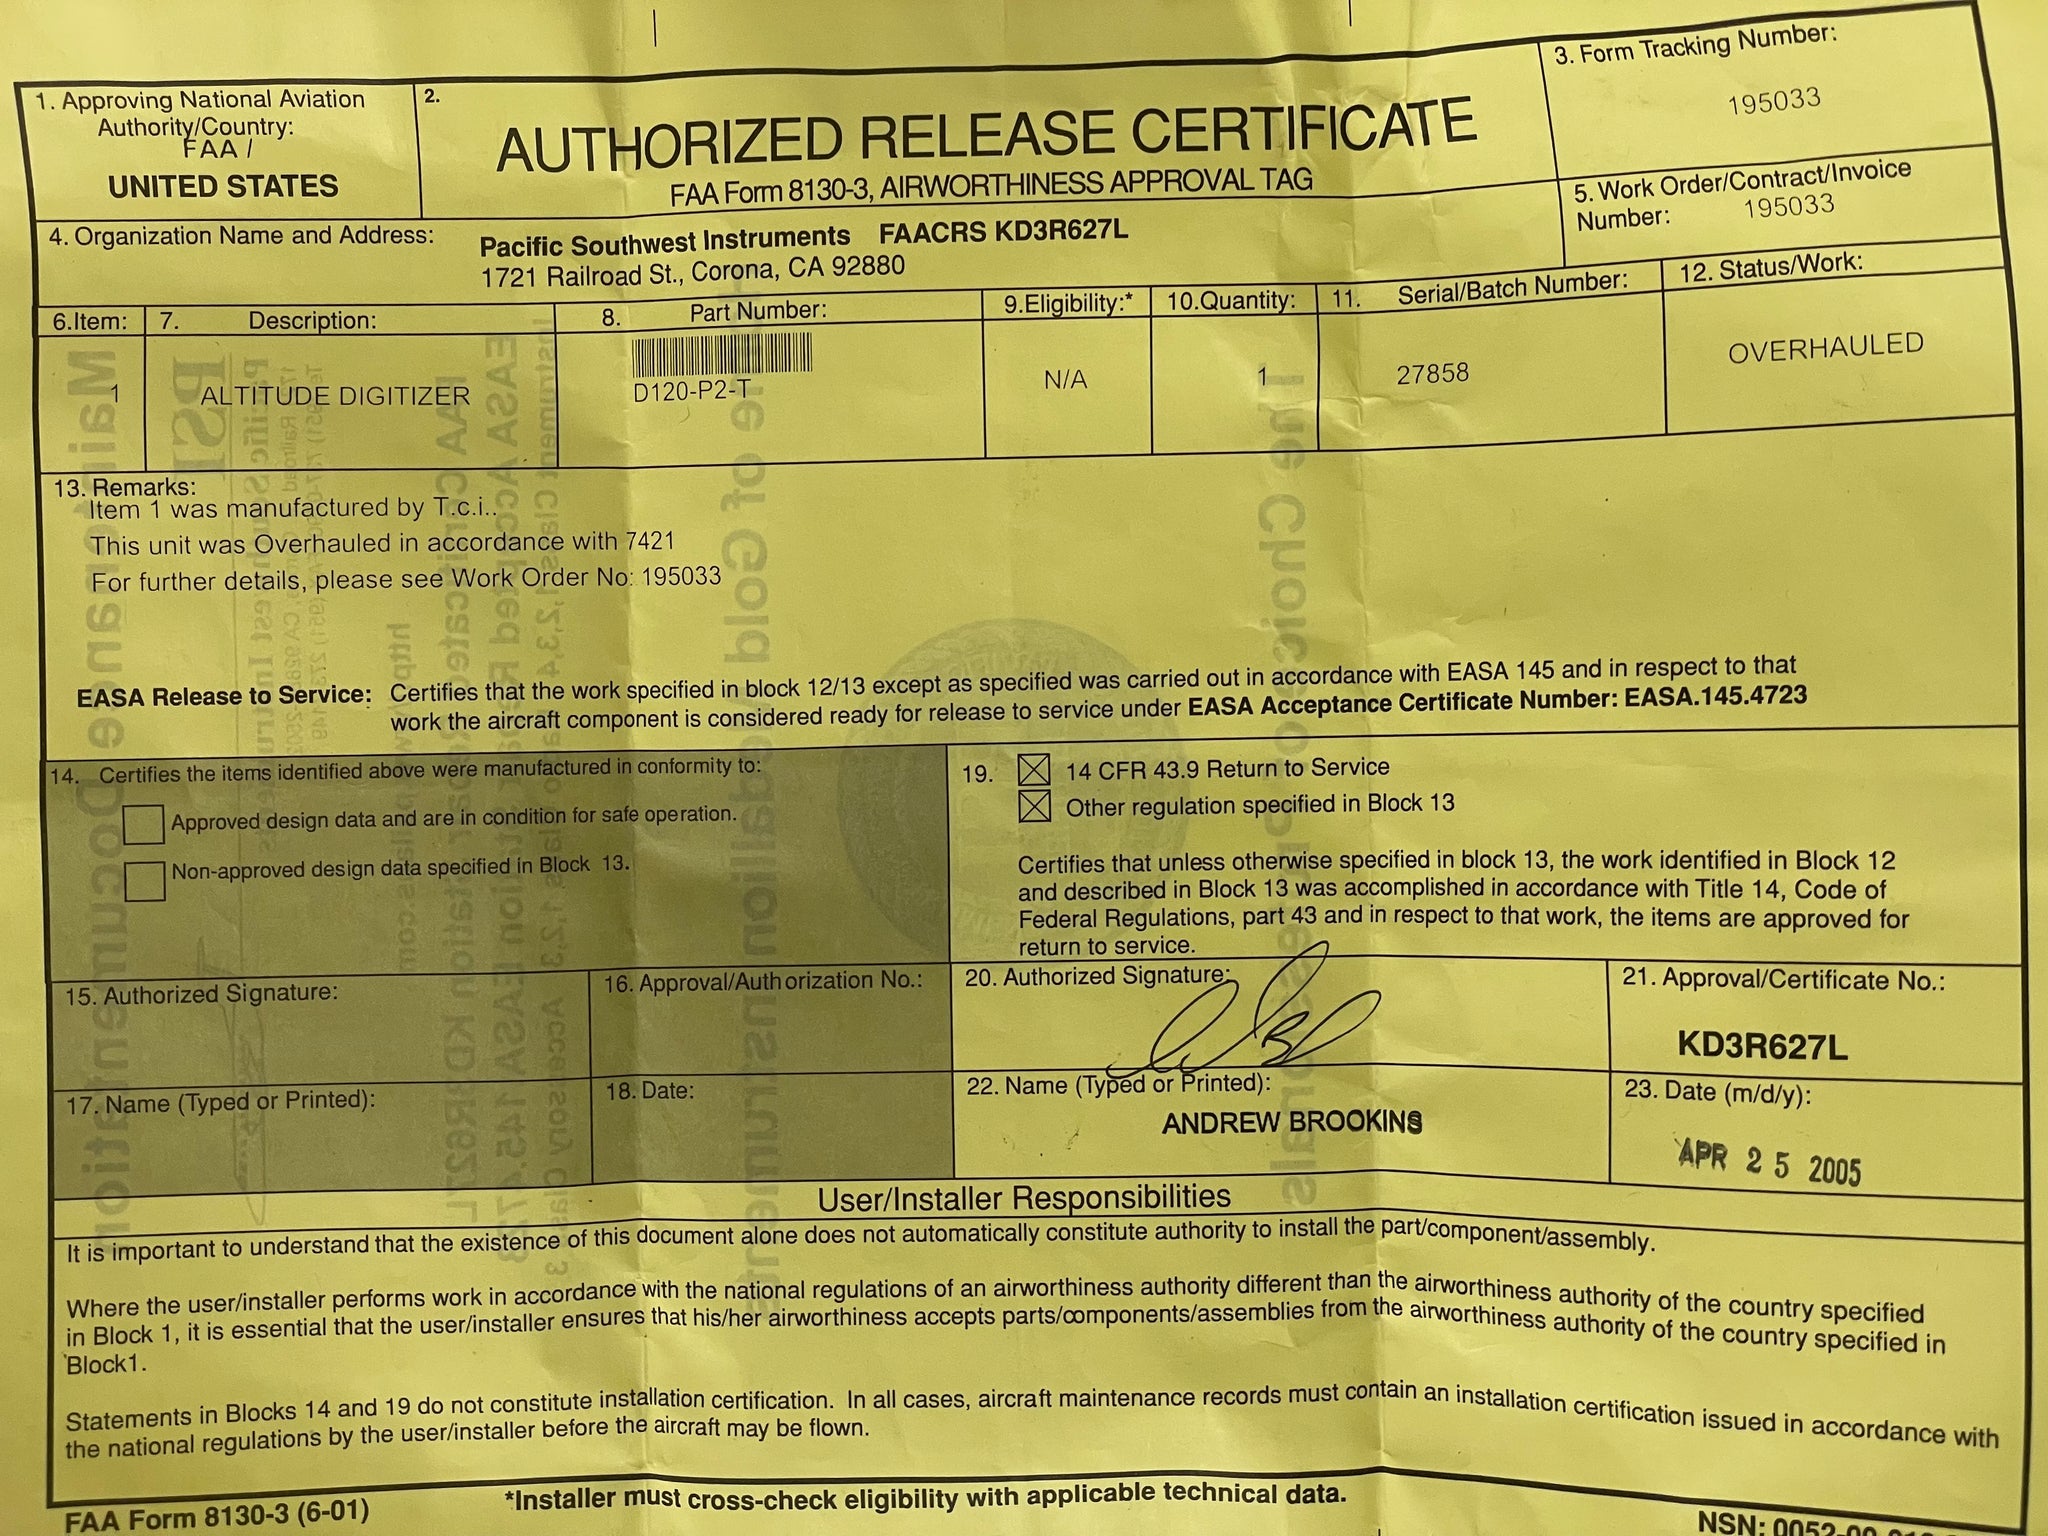 1. Approving National Aviation
Authority/Country:
FAA /
UNITED STATES
2.
AUTHORIZED RELEASE CERTIFICATE
FAA Form 8130-3, AIRWORTHINESS APPROVAL TAG
3. Form Tracking Number:
195033
4. Organization Name and Address:
Pacific Southwest Instruments FAACRS KD3R627L
1721 Railroad St., Corona, CA 92880
5. Work Order/Contract/Invoice
Number: 195033
6.Item: 7. Description: 8. Part Number: 9.Eligibility:* 10.Quantity: 11. Serial/Batch Number: 12. Status/Work:
1 ALTITUDE DIGITIZER D120-P2-T N/A 1 27858 OVERHAULED
13. Remarks:
Item 1 was manufactured by T.c.i..
This unit was Overhauled in accordance with 7421
For further details, please see Work Order No: 195033
EASA Release to Service: Certifies that the work specified in block 12/13 except as specified was carried out in accordance with EASA 145 and in respect to that
work the aircraft component is considered ready for release to service under EASA Acceptance Certificate Number: EASA.145.4723
14. Certifies the items identified above were manufactured in conformity to:
Approved design data and are in condition for safe operation.
Non-approved design data specified in Block 13.
19. 14 CFR 43.9 Return to Service
Other regulation specified in Block 13
Certifies that unless otherwise specified in block 13, the work identified in Block 12
and described in Block 13 was accomplished in accordance with Title 14, Code of
Federal Regulations, part 43 and in respect to that work, the items are approved for
return to service.
15. Authorized Signature:
16. Approval/Authorization No.:
20. Authorized Signature:
21. Approval/Certificate No.:
KD3R627L
17. Name (Typed or Printed):
18. Date:
22. Name (Typed or Printed):
ANDREW BROOKINS
23. Date (m/d/y):
APR 25 2005
User/Installer Responsibilities
It is important to understand that the existence of this document alone does not automatically constitute authority to install the part/component/assembly.
Where the user/installer performs work in accordance with the national regulations of an airworthiness authority different than the airworthiness authority of the country specified
in Block 1, it is essential that the user/installer ensures that his/her airworthiness accepts parts/components/assemblies from the airworthiness authority of the country specified in
Block1.
Statements in Blocks 14 and 19 do not constitute installation certification. In all cases, aircraft maintenance records must contain an installation certification issued in accordance with
the national regulations by the user/installer before the aircraft may be flown.
FAA Form 8130-3 (6-01)
*Installer must cross-check eligibility with applicable technical data.
NSN: 0052-00